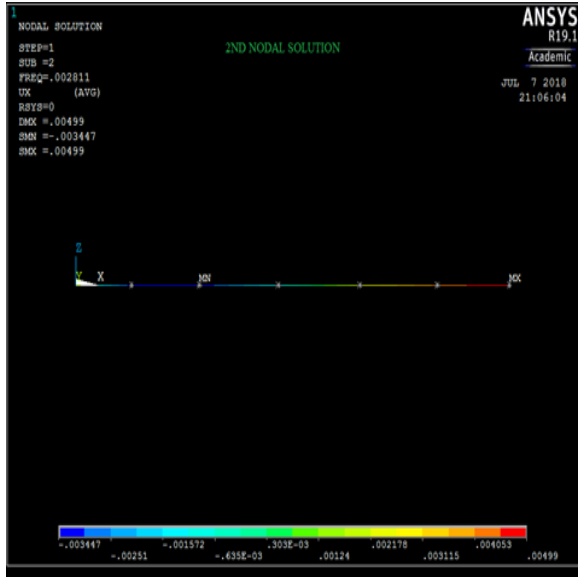 1
NODAL SOLUTION
STEP=1
SUB =2
FREQ=.002811
UX (AVG)
RSYS=0
DMX =.00499
SMN =-.003447
SMX =.00499
2ND NODAL SOLUTION
ANSYS
R19.1
Academic
JUL 7 2018
21:06:04
Z
Y X MN MX
-.003447 -.001572 .303E-03 .002178 .004053
-.00251 -.635E-03 .00124 .003115 .00499